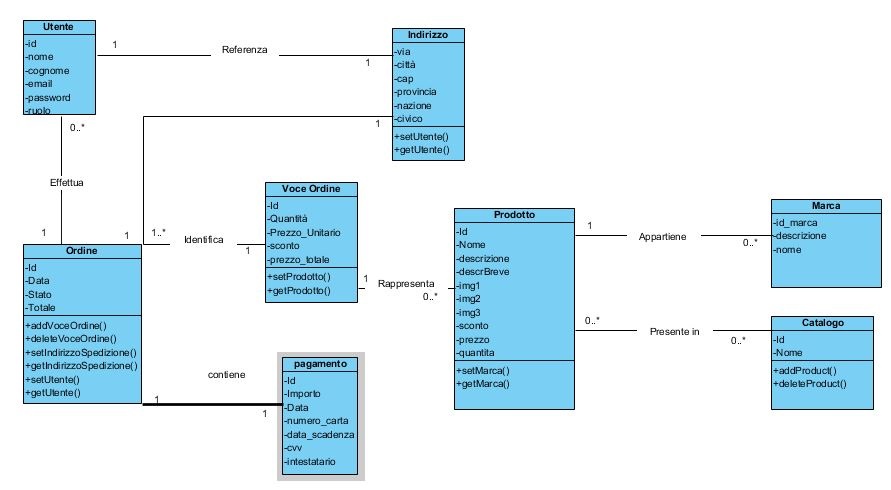 Utente
-id
-nome
-cognome
-email
-password
-ruolo
1
Referenza
1
Indirizzo
-via
-città
-cap
-provincia
-nazione
-civico
+setUtente()
+getUtente()
1
0..*
Effettua
1
1
1..*
Identifica
1
Voce Ordine
-Id
-Quantità
-Prezzo_Unitario
-sconto
-prezzo_totale
+setProdotto()
+getProdotto()
1
Rappresenta
0..*
Ordine
-Id
-Data
-Stato
-Totale
+addVoceOrdine()
+deleteVoceOrdine()
+setIndirizzoSpedizione()
+getIndirizzoSpedizione()
+setUtente()
+getUtente()
contiene
1
1
pagamento
-Id
-Importo
-Data
-numero_carta
-data_scadenza
-cvv
-intestatario
Prodotto
-Id
-Nome
-descrizione
-descrBreve
-img1
-img2
-img3
-sconto
-prezzo
-quantita
+setMarca()
+getMarca()
1
Appartiene
0..*
Marca
-id_marca
-descrizione
-nome
0..*
Presente in
0..*
Catalogo
-Id
-Nome
+addProduct()
+deleteProduct()